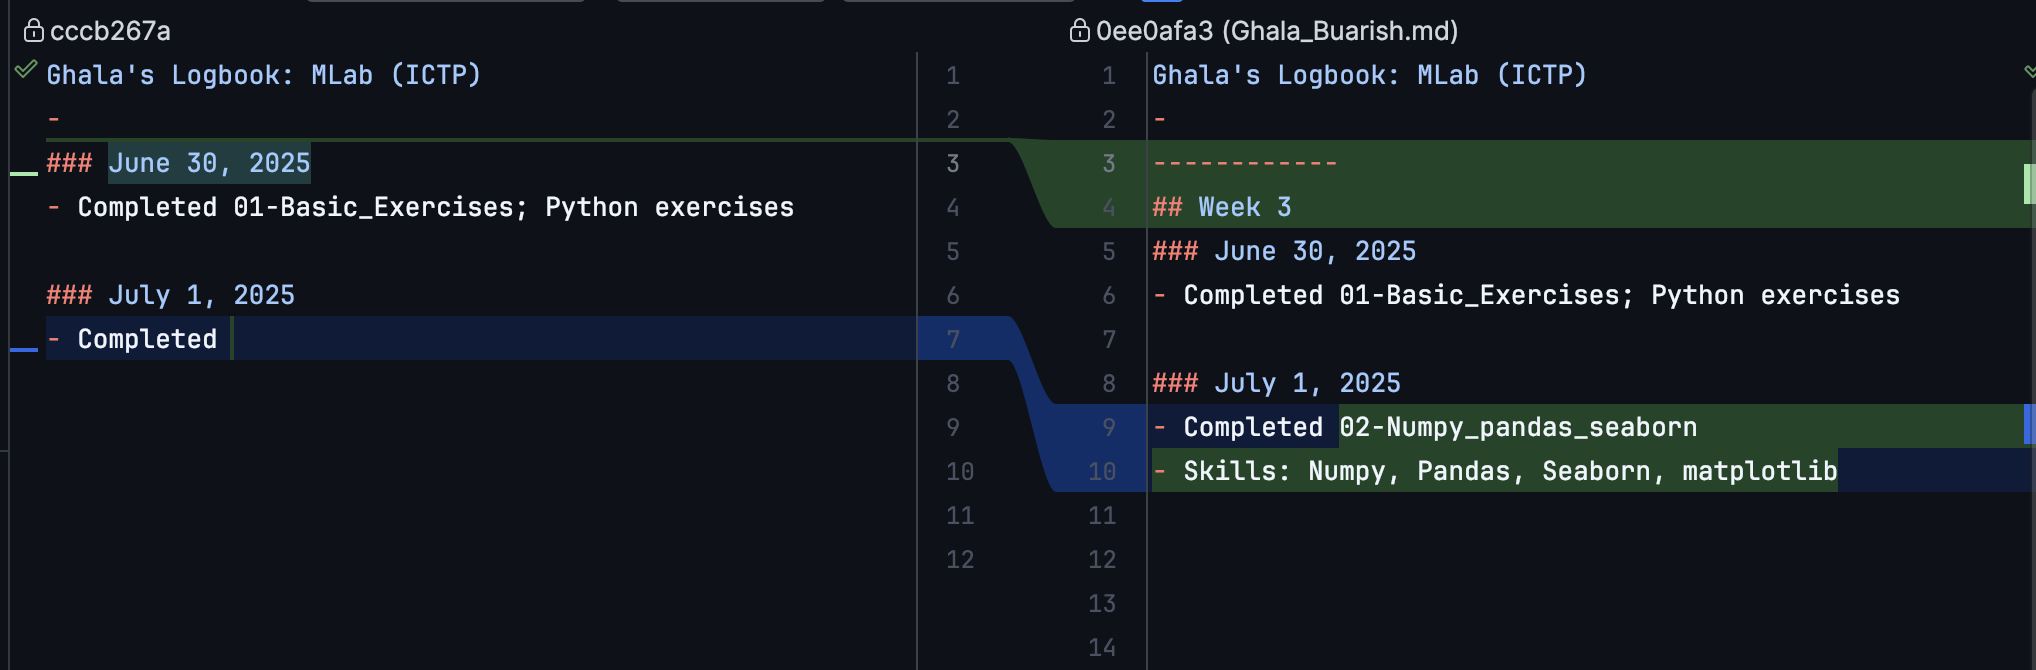 cccb267a
Ghala's Logbook: MLab (ICTP)
-
### June 30, 2025
- Completed 01-Basic_Exercises; Python exercises
### July 1, 2025
- Completed
1
2
3
4
5
6
7
8
9
10
11
12
0ee0afa3 (Ghala_Buarish.md)
1 Ghala's Logbook: MLab (ICTP)
2 -
3 ------------
4 ## Week 3
5 ### June 30, 2025
6 - Completed 01-Basic_Exercises; Python exercises
7
8 ### July 1, 2025
9 - Completed 02-Numpy_pandas_seaborn
10 - Skills: Numpy, Pandas, Seaborn, matplotlib
11
12
13
14